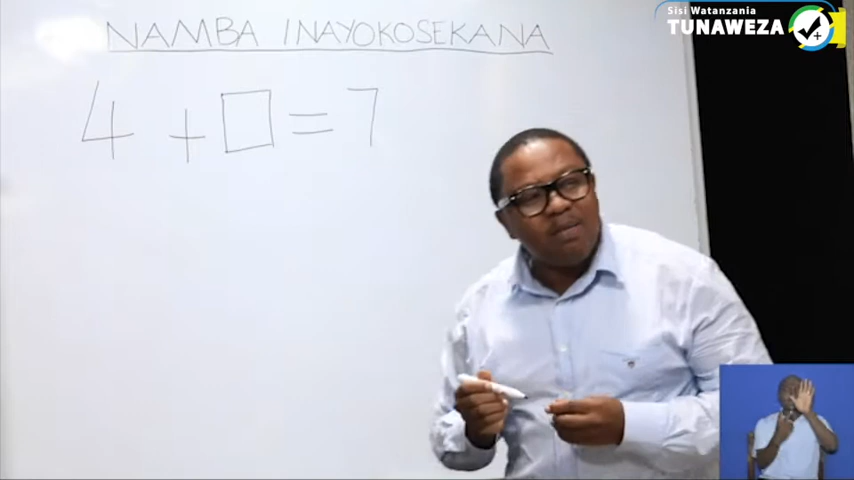 NAMBA INAYOKOSEKANA
Sisi Watanzania
TUNAWEZA
4 + □ = 7